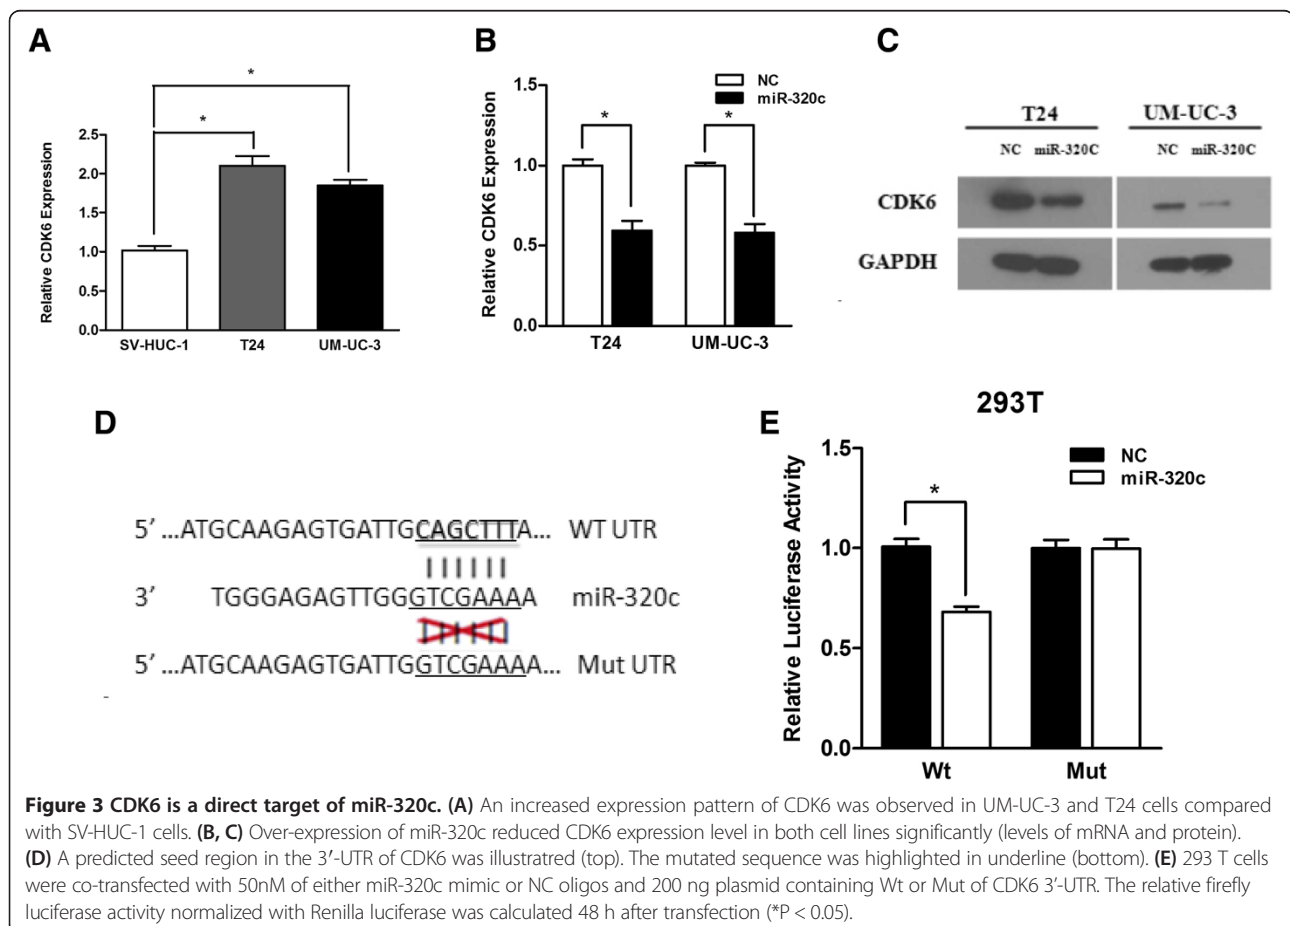 A
*
*
Relative CDK6 Expression
2.5
2.0
1.5
1.0
0.5
0.0
SV-HUC-1 T24 UM-UC-3
B
NC
miR-320c
*
*
Relative CDK6 Expression
1.5
1.0
0.5
0.0
T24 UM-UC-3
C
T24 UM-UC-3
NC miR-320C NC miR-320C
CDK6
GAPDH
D
5′ ...ATGCAAGAGTGATTGCAGCTTTA... WT UTR
3′ TGGGAGAGTTGGGTCGAAAA miR-320c
5′ ...ATGCAAGAGTGATTGGTCGAAAA... Mut UTR
E
293T
NC
miR-320c
*
Relative Luciferase Activity
1.5
1.0
0.5
0.0
Wt Mut
Figure 3 CDK6 is a direct target of miR-320c. (A) An increased expression pattern of CDK6 was observed in UM-UC-3 and T24 cells compared
with SV-HUC-1 cells. (B, C) Over-expression of miR-320c reduced CDK6 expression level in both cell lines significantly (levels of mRNA and protein).
(D) A predicted seed region in the 3′-UTR of CDK6 was illustratred (top). The mutated sequence was highlighted in underline (bottom). (E) 293 T cells
were co-transfected with 50nM of either miR-320c mimic or NC oligos and 200 ng plasmid containing Wt or Mut of CDK6 3′-UTR. The relative firefly
luciferase activity normalized with Renilla luciferase was calculated 48 h after transfection (*P < 0.05).